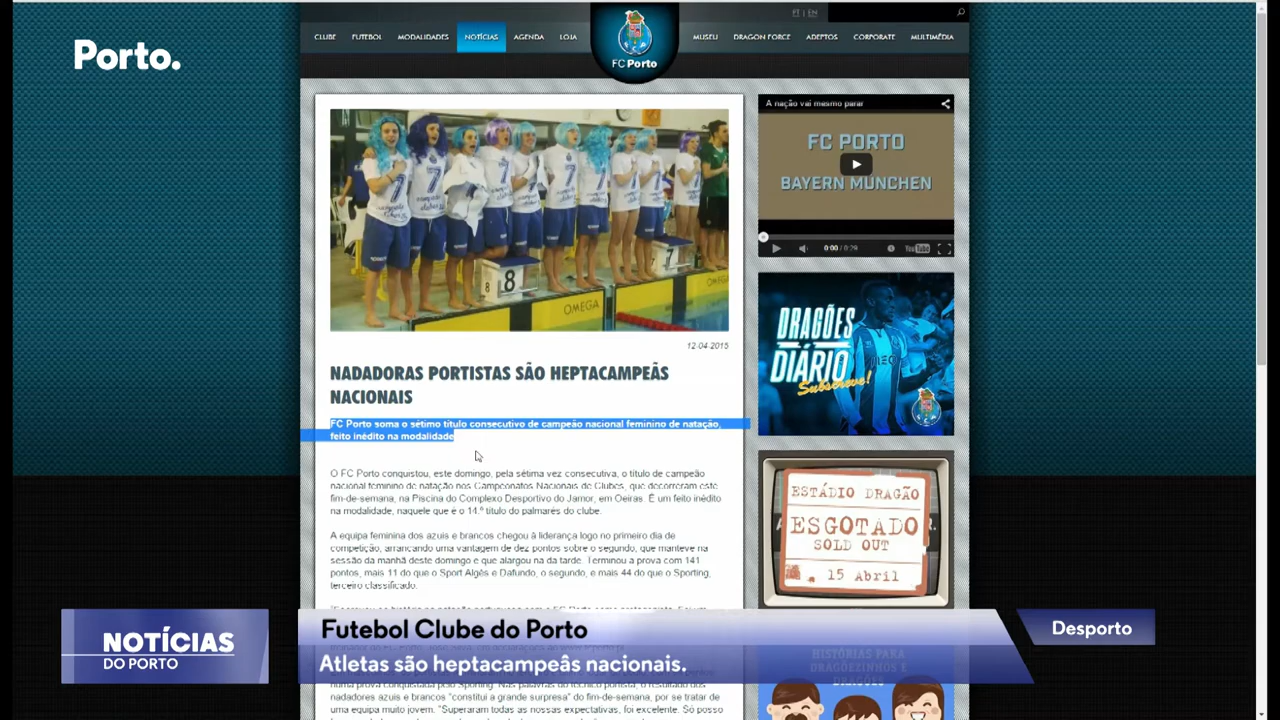 PT | EN
CLUBE FUTEBOL MODALIDADES NOTÍCIAS AGENDA LOJA
FC Porto
MUSEU DRAGON FORCE ADEPTOS CORPORATE MULTIMÉDIA
Porto.
A nação vai mesmo parar
FC PORTO
BAYERN MÜNCHEN
0:00 / 0:29
YouTube
7
8
7
OMEGA
OMEGA
12-04-2015
NADADORAS PORTISTAS SÃO HEPTACAMPEÃS
NACIONAIS
FC Porto soma o sétimo título consecutivo de campeão nacional feminino de natação,
feito inédito na modalidade
O FC Porto conquistou, este domingo, pela sétima vez consecutiva, o título de campeão
nacional feminino de natação nos Campeonatos Nacionais de Clubes, que decorreram este
fim-de-semana, na Piscina do Complexo Desportivo do Jamor, em Oeiras. É um feito inédito
na modalidade, naquele que é o 14.º título do palmarés do clube.
A equipa feminina dos azuis e brancos chegou à liderança logo no primeiro dia de
competição, arrancando uma vantagem de dez pontos sobre o segundo, que manteve na
sessão da manhã deste domingo e que alargou na da tarde. Terminou a prova com 141
pontos, mais 11 do que o Sport Algés e Dafundo, o segundo, e mais 44 do que o Sporting,
terceiro classificado.
DRAGÕES
DIÁRIO
Subscreve!
ESTÁDIO DRAGÃO
ESGOTADO
SOLD OUT
15 Abril
NOTÍCIAS
DO PORTO
Futebol Clube do Porto
Atletas são heptacampeâs nacionais.
Desporto
HISTÓRIAS PARA
DRAGÕEZINHOS E
DRAGÕES
numa prova conquistada pelo Sporting. Nas palavras do técnico portista, o resultado dos
nadadores azuis e brancos "constitui a grande surpresa" do fim-de-semana, por se tratar de
uma equipa muito jovem. "Superaram todas as nossas expectativas, foi excelente. Só posso